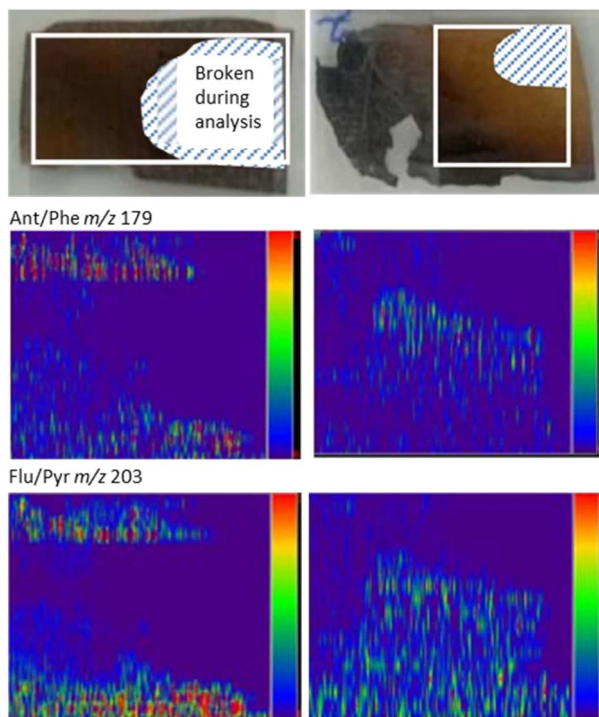 Broken
during
analysis
Ant/Phe m/z 179
Flu/Pyr m/z 203